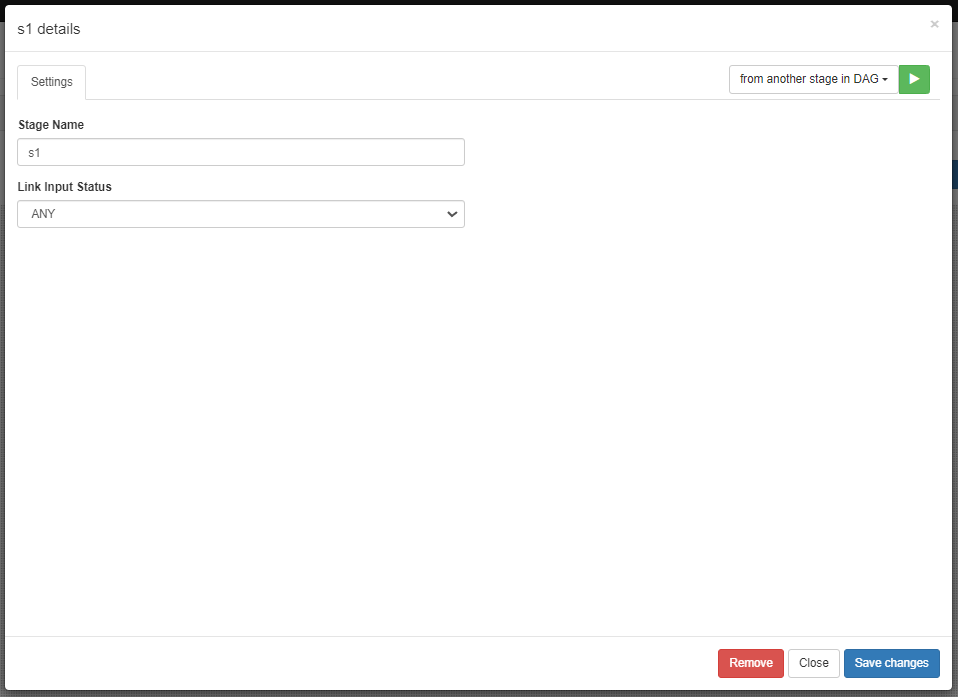 s1 details
×
Settings
from another stage in DAG
Stage Name
s1
Link Input Status
ANY
Remove
Close
Save changes